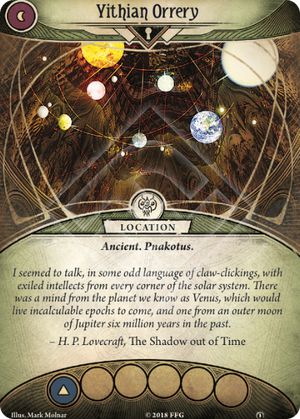 Yithian Orrery
LOCATION
Ancient. Pnakotus.
I seemed to talk, in some odd language of claw-clickings, with
exiled intellects from every corner of the solar system. There
was a mind from the planet we know as Venus, which would
live incalculable epochs to come, and one from an outer moon
of Jupiter six million years in the past.
– H. P. Lovecraft, The Shadow out of Time
Illus. Mark Molnar
© 2018 FFG